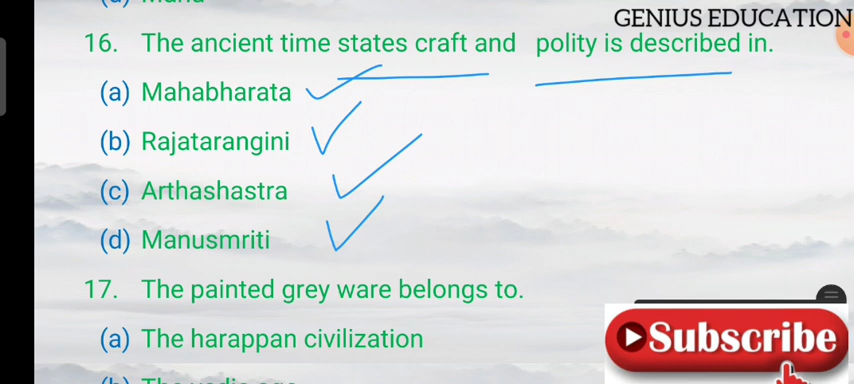 GENIUS EDUCATION
16. The ancient time states craft and polity is described in.
(a) Mahabharata
(b) Rajatarangini
(c) Arthashastra
(d) Manusmriti
17. The painted grey ware belongs to.
(a) The harappan civilization
Subscribe